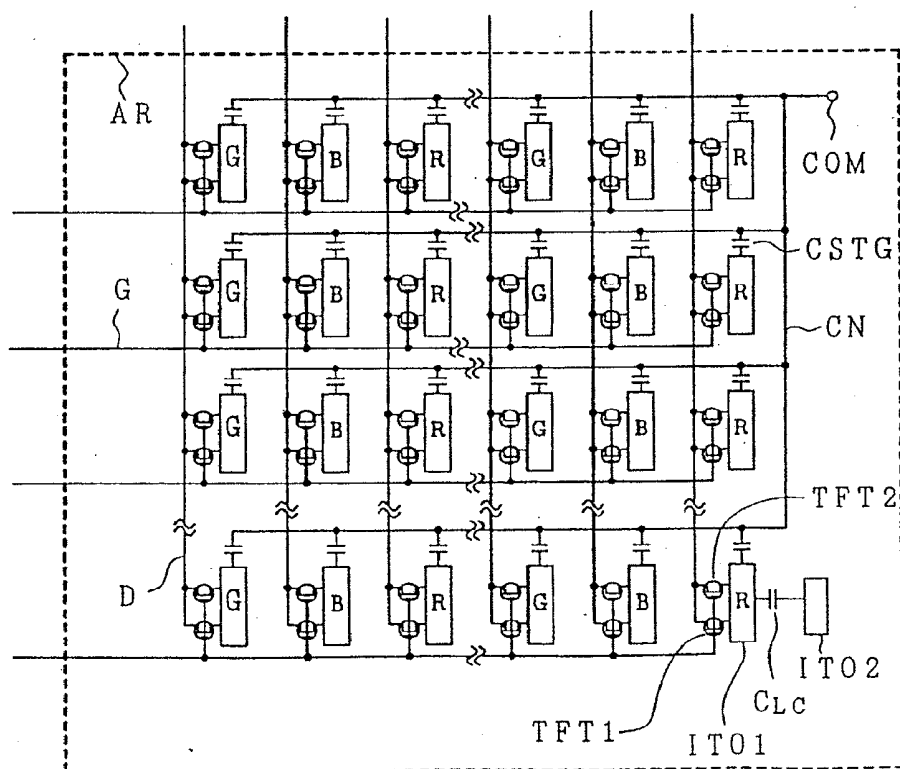 AR
COM
G B R G B R
CSTG
G
G B R G B R
CN
G B R G B R
TFT2
D
G B R G B R
ITO2
CLC
TFT1
ITO1